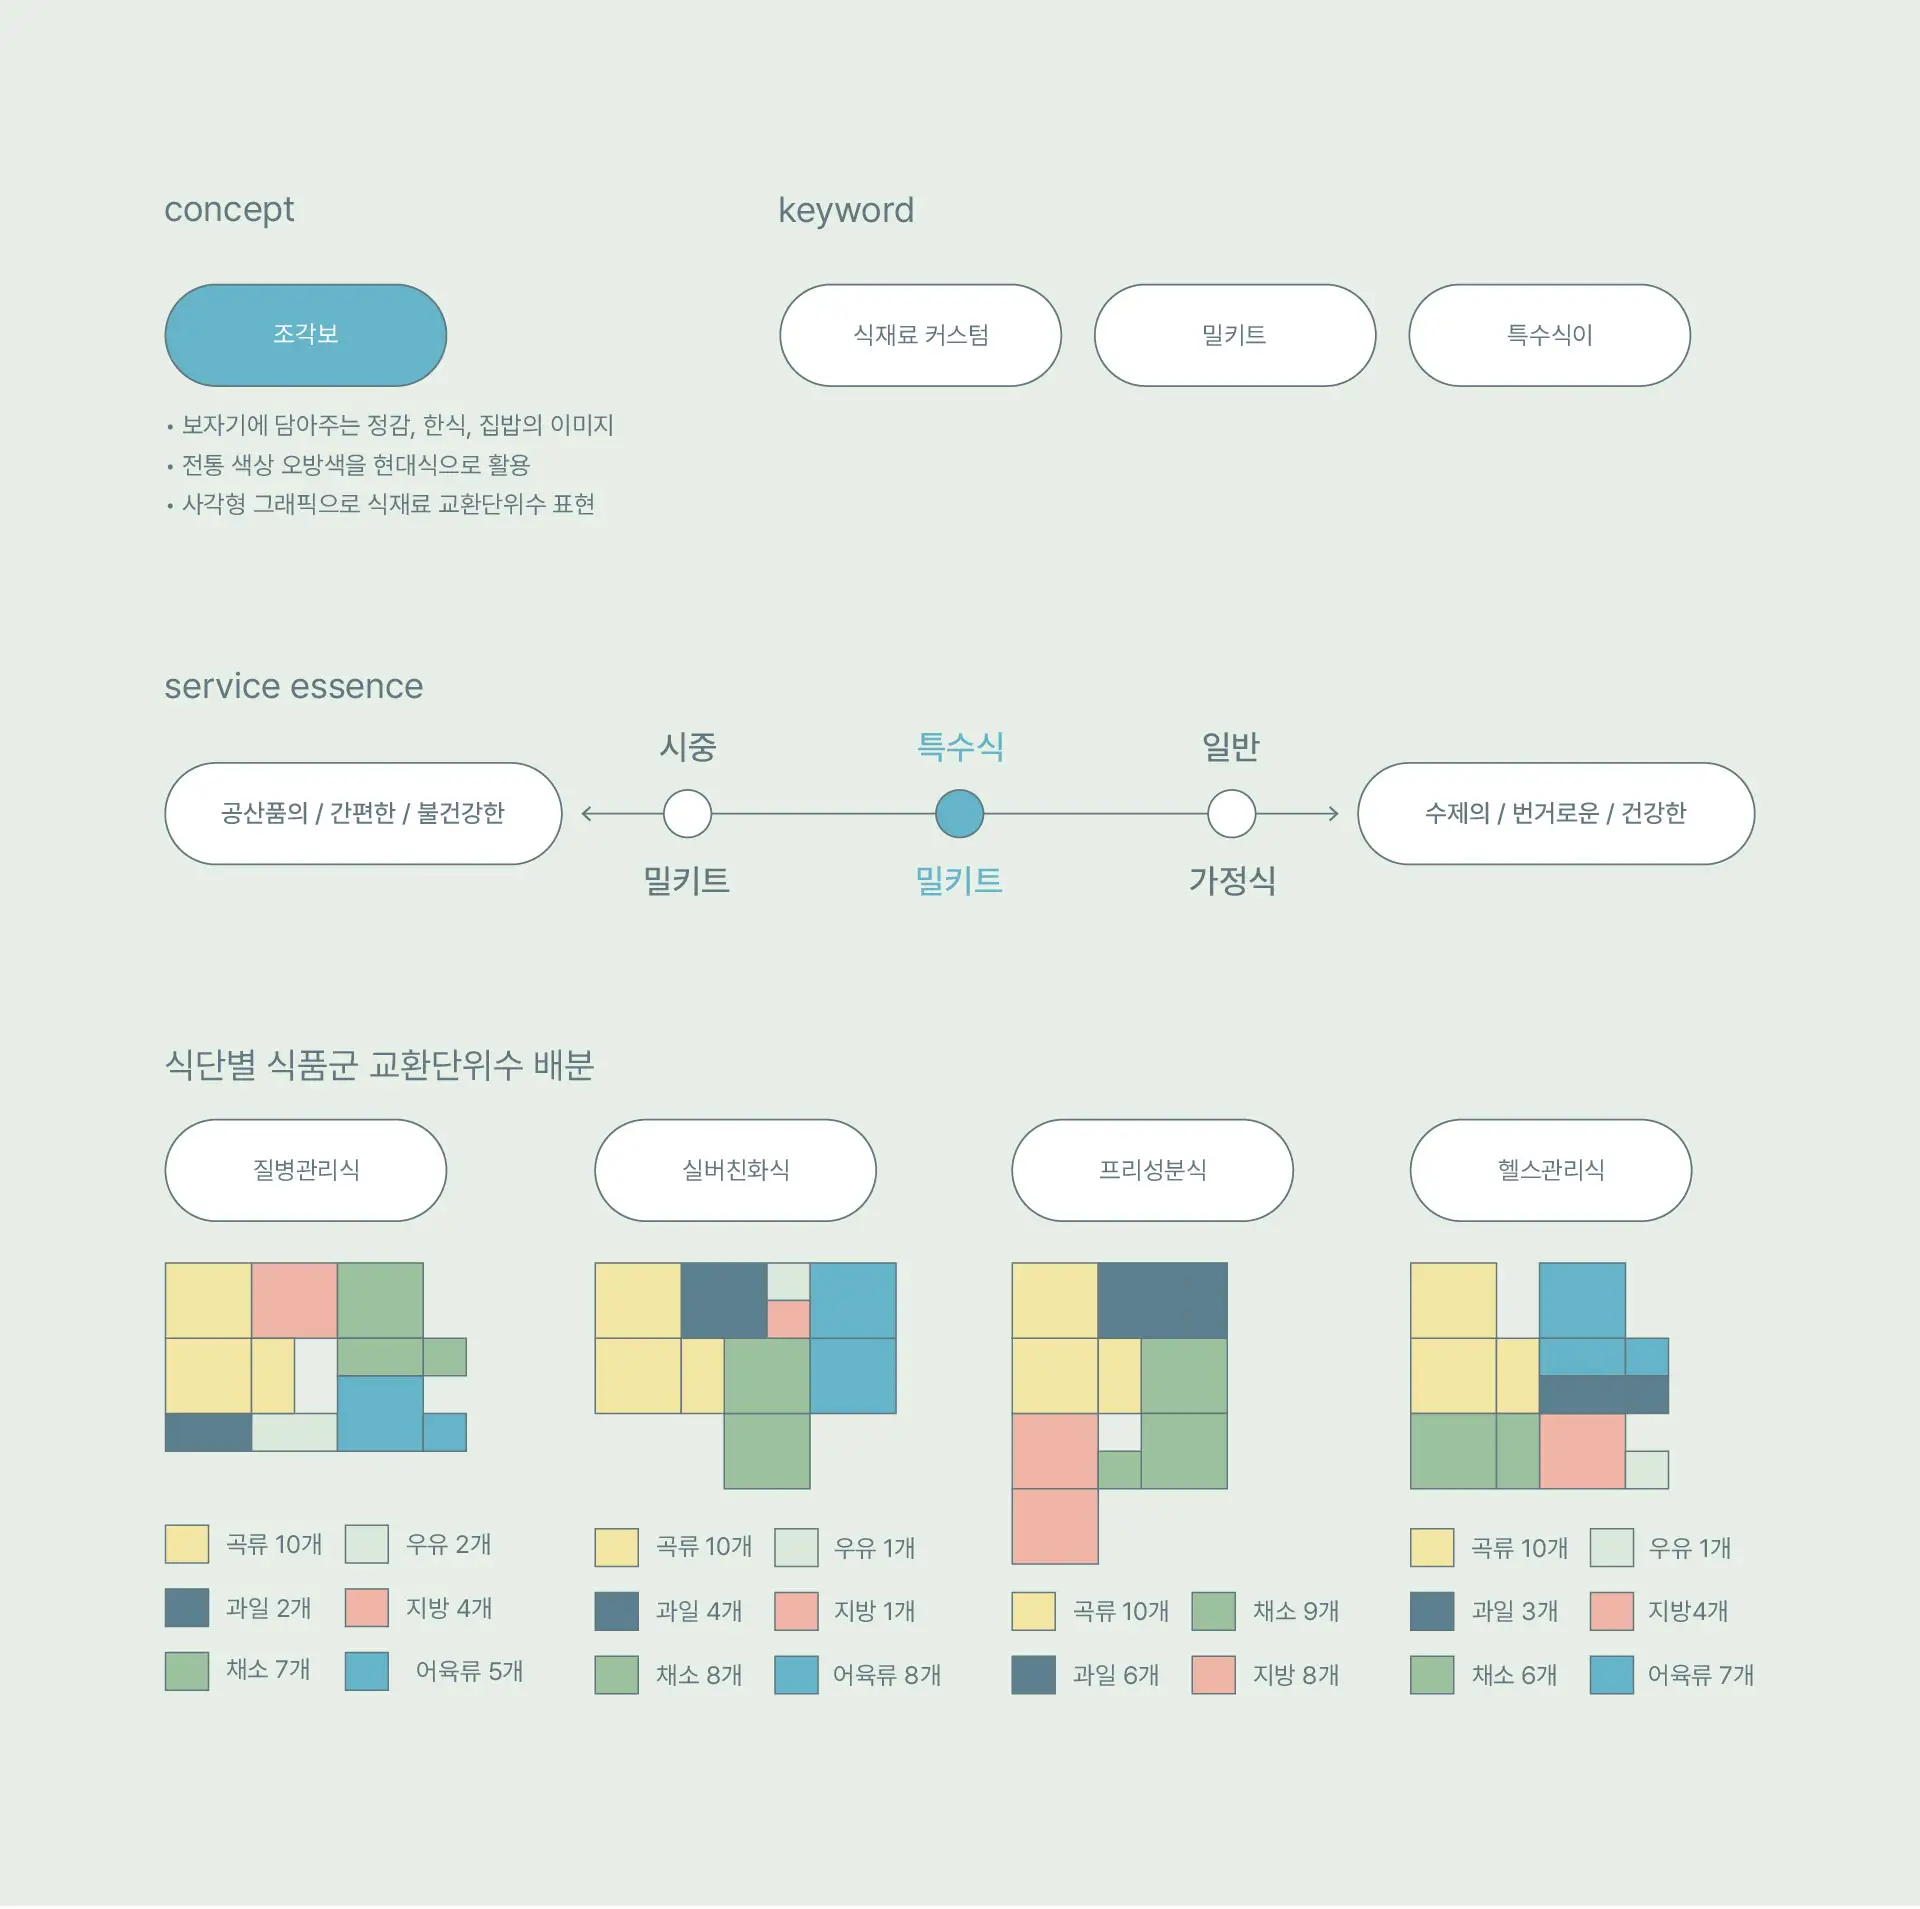 concept
keyword
조각보
식재료 커스텀
밀키트
특수식이
• 보자기에 담아주는 정감, 한식, 집밥의 이미지
• 전통 색상 오방색을 현대식으로 활용
• 사각형 그래픽으로 식재료 교환단위수 표현
service essence
시중
특수식
일반
공산품의 / 간편한 / 불건강한
수제의 / 번거로운 / 건강한
밀키트
밀키트
가정식
식단별 식품군 교환단위수 배분
질병관리식
실버친화식
프리성분식
헬스관리식
곡류 10개
우유 2개
과일 2개
지방 4개
채소 7개
어육류 5개
곡류 10개
우유 1개
과일 4개
지방 1개
채소 8개
어육류 8개
곡류 10개
채소 9개
과일 6개
지방 8개
곡류 10개
우유 1개
과일 3개
지방4개
채소 6개
어육류 7개